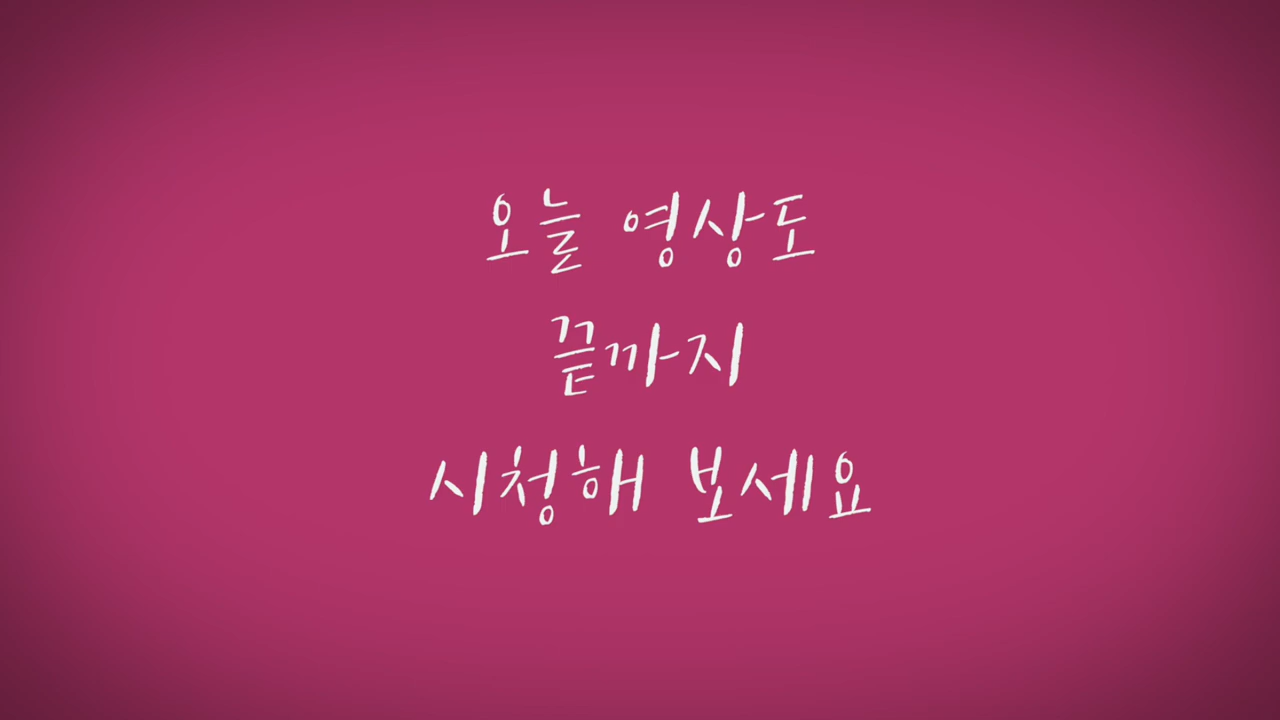 오늘 영상도
끝까지
시청해 보세요